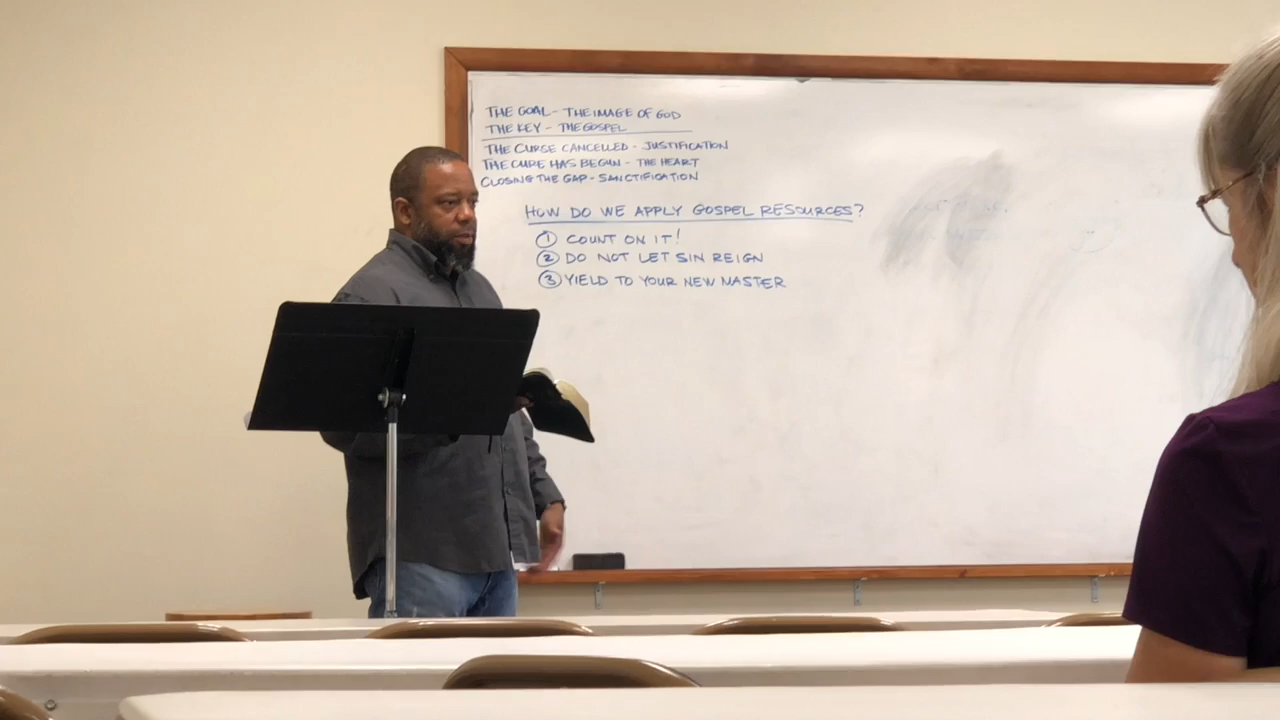 THE GOAL - THE IMAGE OF GOD
THE KEY - THE GOSPEL
THE CURSE CANCELLED - JUSTIFICATION
THE CURE HAS BEGUN - THE HEART
CLOSING THE GAP - SANCTIFICATION
HOW DO WE APPLY GOSPEL RESOURCES?
① COUNT ON IT!
② DO NOT LET SIN REIGN
③ YIELD TO YOUR NEW MASTER